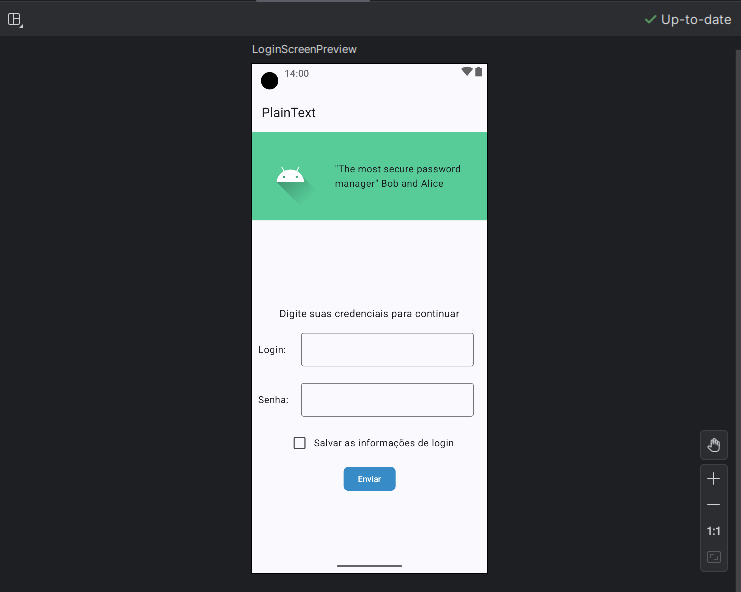 Up-to-date
LoginScreenPreview
14:00
PlainText
"The most secure password
manager" Bob and Alice
Digite suas credenciais para continuar
Login:
Senha:
Salvar as informações de login
Enviar
1:1